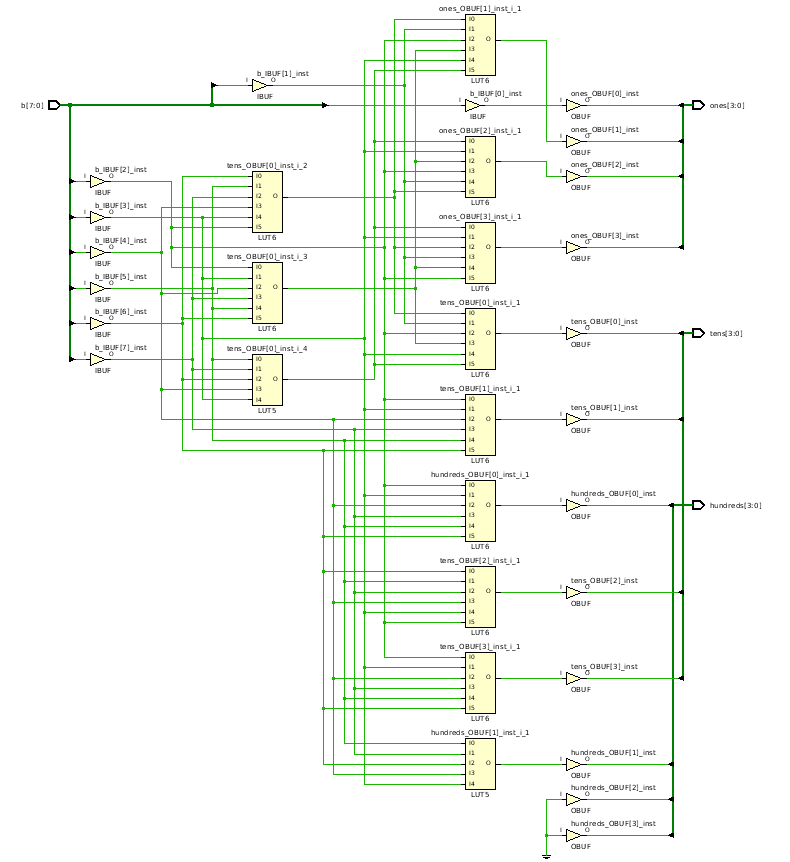 ones_OBUF[1]_inst_i_1
I0
I1
I2 O
I3
I4
I5
LUT6
b_IBUF[1]_inst
I O
IBUF
b[7:0]
b_IBUF[0]_inst
I O
IBUF
ones_OBUF[0]_inst
I O
OBUF
ones[3:0]
ones_OBUF[1]_inst
I O
OBUF
ones_OBUF[2]_inst_i_1
I0
I1
I2 O
I3
I4
I5
LUT6
ones_OBUF[2]_inst
I O
OBUF
b_IBUF[2]_inst
I O
IBUF
b_IBUF[3]_inst
I O
IBUF
b_IBUF[4]_inst
I O
IBUF
b_IBUF[5]_inst
I O
IBUF
b_IBUF[6]_inst
I O
IBUF
b_IBUF[7]_inst
I O
IBUF
tens_OBUF[0]_inst_i_2
I0
I1
I2 O
I3
I4
I5
LUT6
tens_OBUF[0]_inst_i_3
I0
I1
I2 O
I3
I4
I5
LUT6
tens_OBUF[0]_inst_i_4
I0
I1
I2 O
I3
I4
LUT5
ones_OBUF[3]_inst_i_1
I0
I1
I2 O
I3
I4
I5
LUT6
ones_OBUF[3]_inst
I O
OBUF
tens_OBUF[0]_inst_i_1
I0
I1
I2 O
I3
I4
I5
LUT6
tens_OBUF[0]_inst
I O
OBUF
tens[3:0]
tens_OBUF[1]_inst_i_1
I0
I1
I2 O
I3
I4
I5
LUT6
tens_OBUF[1]_inst
I O
OBUF
hundreds_OBUF[0]_inst_i_1
I0
I1
I2 O
I3
I4
I5
LUT6
hundreds_OBUF[0]_inst
I O
OBUF
hundreds[3:0]
tens_OBUF[2]_inst_i_1
I0
I1
I2 O
I3
I4
I5
LUT6
tens_OBUF[2]_inst
I O
OBUF
tens_OBUF[3]_inst_i_1
I0
I1
I2 O
I3
I4
I5
LUT6
tens_OBUF[3]_inst
I O
OBUF
hundreds_OBUF[1]_inst_i_1
I0
I1
I2 O
I3
I4
LUT5
hundreds_OBUF[1]_inst
I O
OBUF
hundreds_OBUF[2]_inst
I O
OBUF
hundreds_OBUF[3]_inst
I O
OBUF